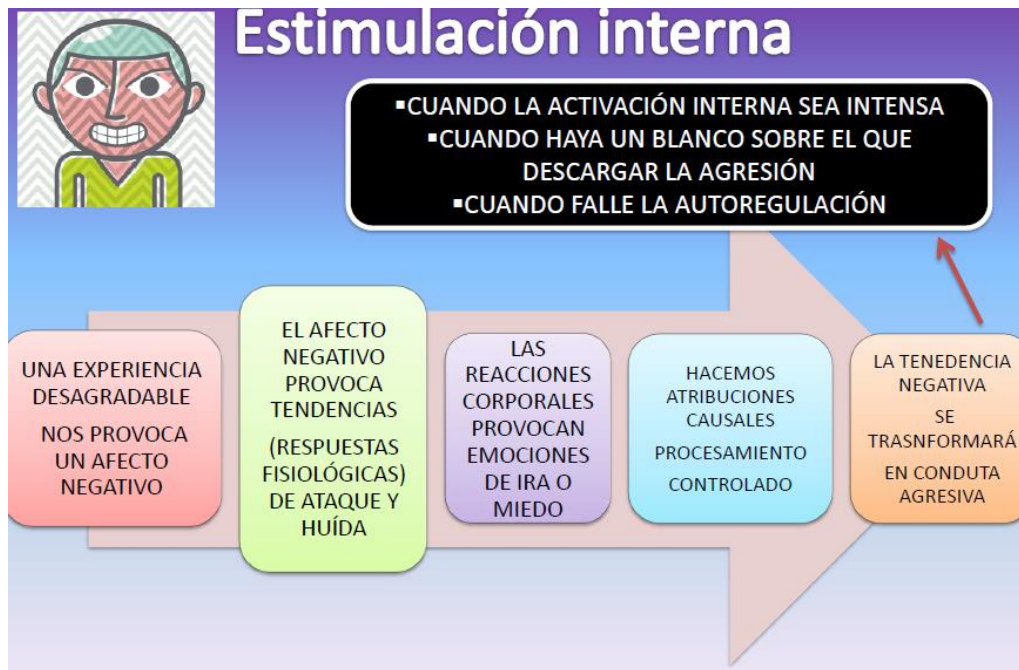 Estimulación interna
▪CUANDO LA ACTIVACIÓN INTERNA SEA INTENSA
▪CUANDO HAYA UN BLANCO SOBRE EL QUE
DESCARGAR LA AGRESIÓN
▪CUANDO FALLE LA AUTOREGULACIÓN
UNA EXPERIENCIA
DESAGRADABLE
NOS PROVOCA
UN AFECTO
NEGATIVO
EL AFECTO
NEGATIVO
PROVOCA
TENDENCIAS
(RESPUESTAS
FISIOLÓGICAS)
DE ATAQUE Y
HUÍDA
LAS
REACCIONES
CORPORALES
PROVOCAN
EMOCIONES
DE IRA O
MIEDO
HACEMOS
ATRIBUCIONES
CAUSALES
PROCESAMIENTO
CONTROLADO
LA TENEDENCIA
NEGATIVA
SE
TRASNFORMARÁ
EN CONDUTA
AGRESIVA